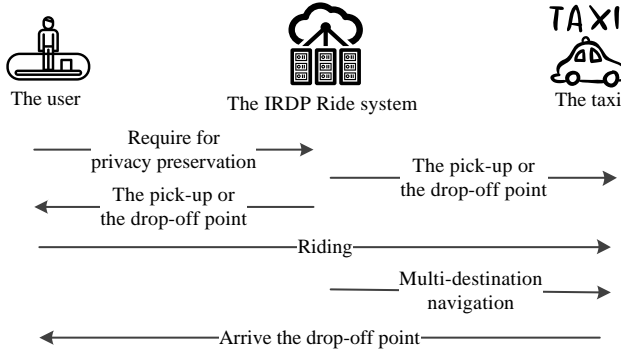 TAXI
The user
The IRDP Ride system
The taxi
Require for
privacy preservation
The pick-up or
the drop-off point
The pick-up or
the drop-off point
Riding
Multi-destination
navigation
Arrive the drop-off point